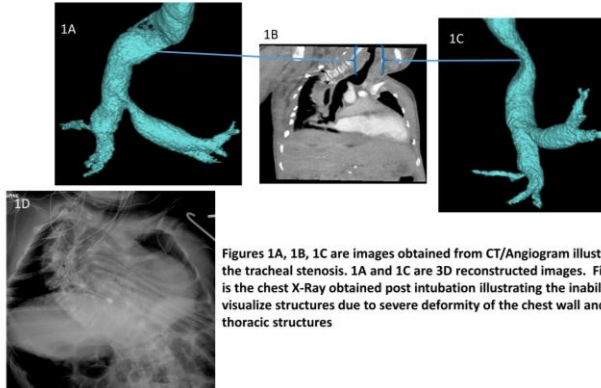 1A
1B
1C
1D
Figures 1A, 1B, 1C are images obtained from CT/Angiogram illust
the tracheal stenosis. 1A and 1C are 3D reconstructed images. Fi
is the chest X-Ray obtained post intubation illustrating the inabil
visualize structures due to severe deformity of the chest wall and
thoracic structures